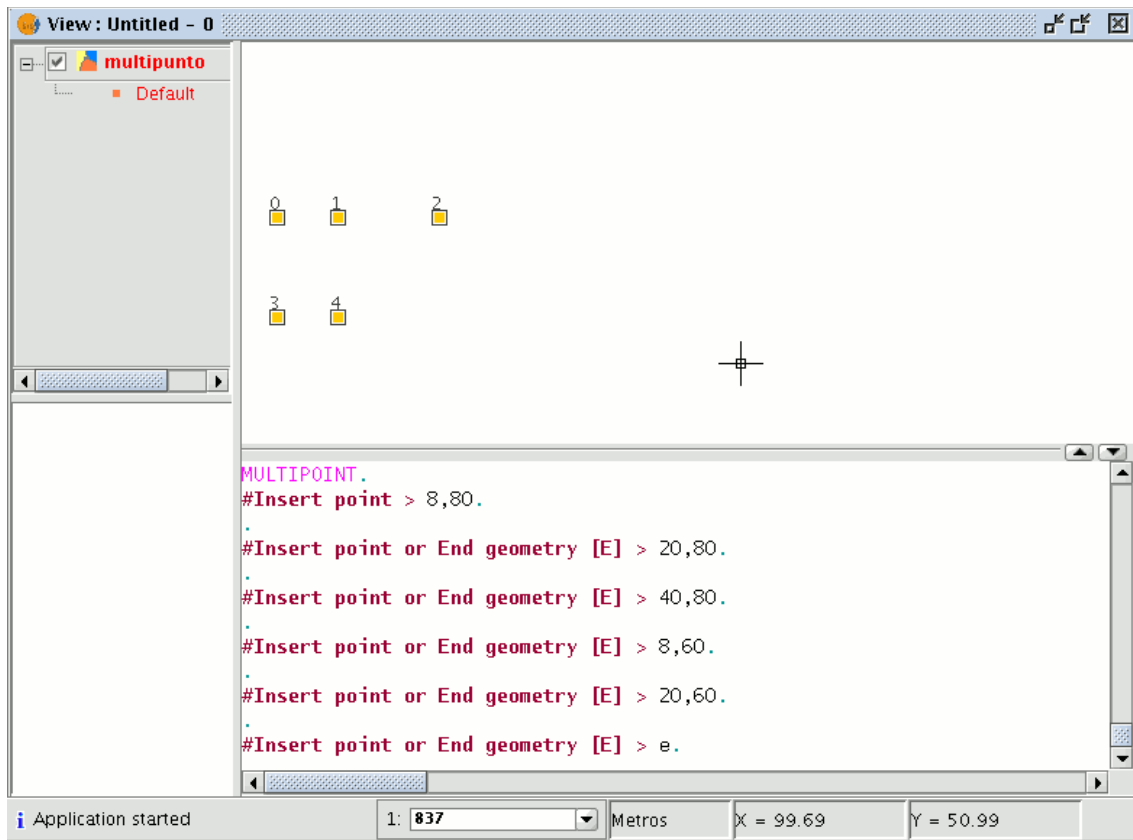 View : Untitled - 0
multipunto
Default
0 1 2
3 4
MULTIPOINT.
#Insert point > 8,80.
.
#Insert point or End geometry [E] > 20,80.
.
#Insert point or End geometry [E] > 40,80.
.
#Insert point or End geometry [E] > 8,60.
.
#Insert point or End geometry [E] > 20,60.
.
#Insert point or End geometry [E] > e.
Application started 1: 837 Metros X = 99.69 Y = 50.99